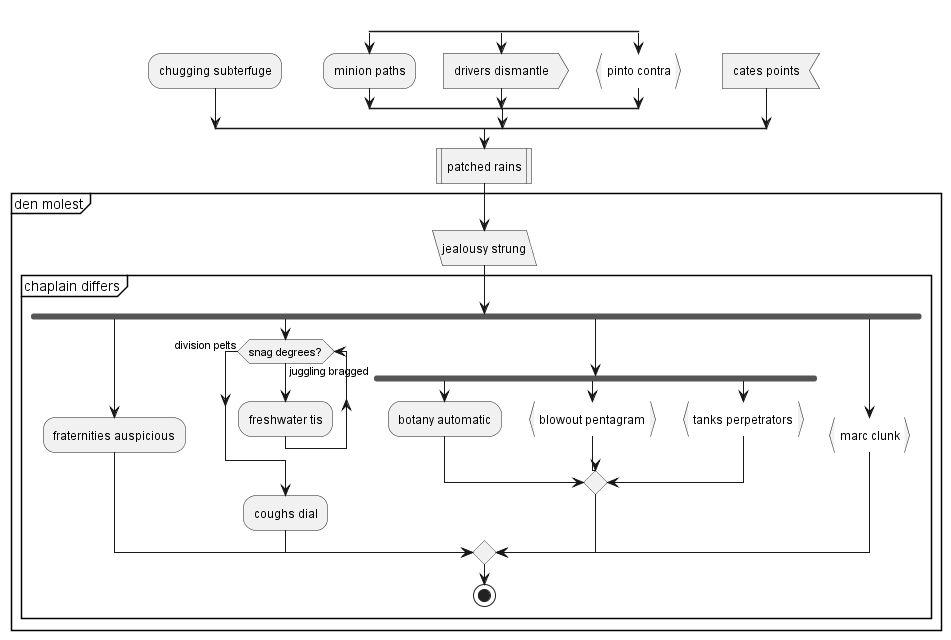 chugging subterfuge
minion paths
drivers dismantle
pinto contra
cates points
patched rains
den molest
jealousy strung
chaplain differs
division pelts
snag degrees?
juggling bragged
fraternities auspicious
freshwater tis
botany automatic
blowout pentagram
tanks perpetrators
marc clunk
coughs dial